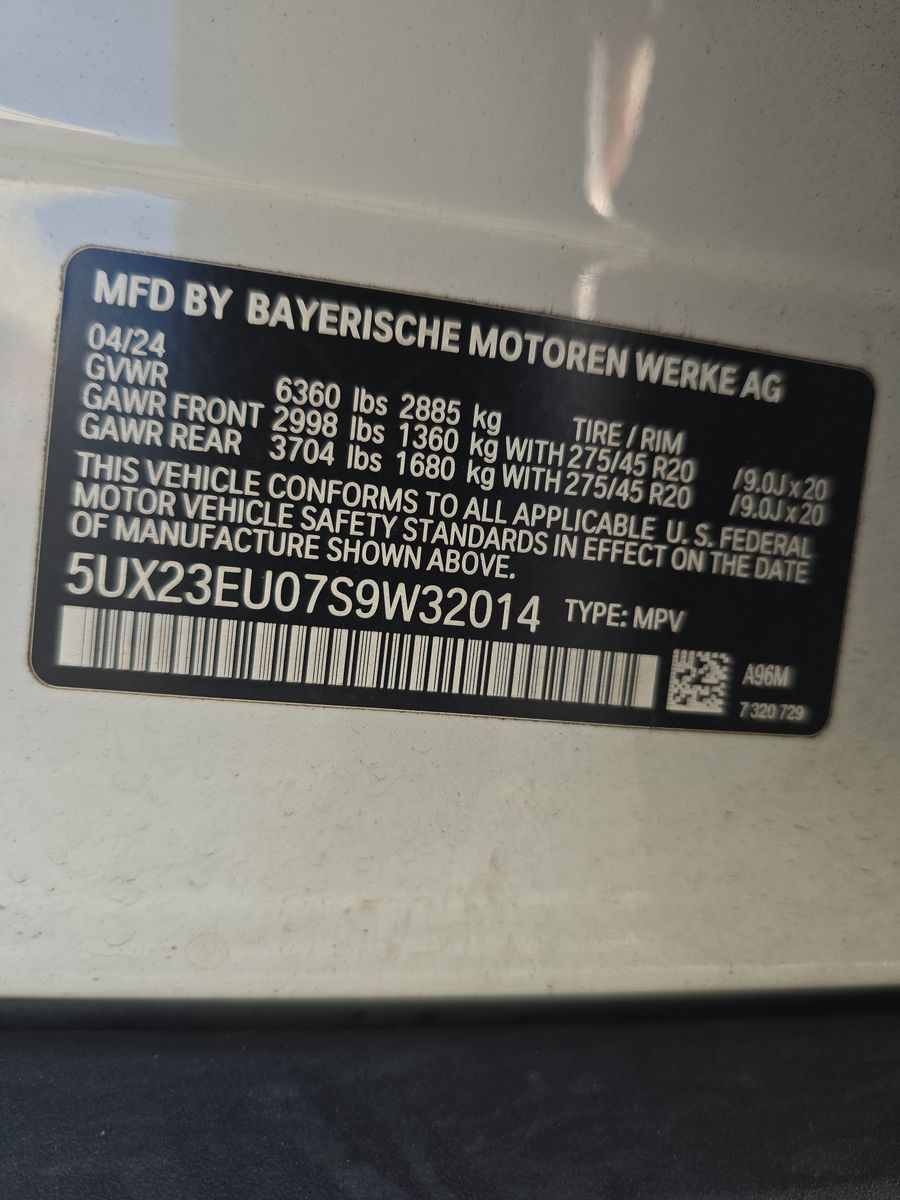 MFD BY BAYERISCHE MOTOREN WERKE AG
04/24
GVWR 6360 lbs 2885 kg TIRE / RIM
GAWR FRONT 2998 lbs 1360 kg WITH 275/45 R20 /9.0J x 20
GAWR REAR 3704 lbs 1680 kg WITH 275/45 R20 /9.0J x 20
THIS VEHICLE CONFORMS TO ALL APPLICABLE U. S. FEDERAL
MOTOR VEHICLE SAFETY STANDARDS IN EFFECT ON THE DATE
OF MANUFACTURE SHOWN ABOVE.
5UX23EU07S9W32014 TYPE: MPV
A96M
7 320 729